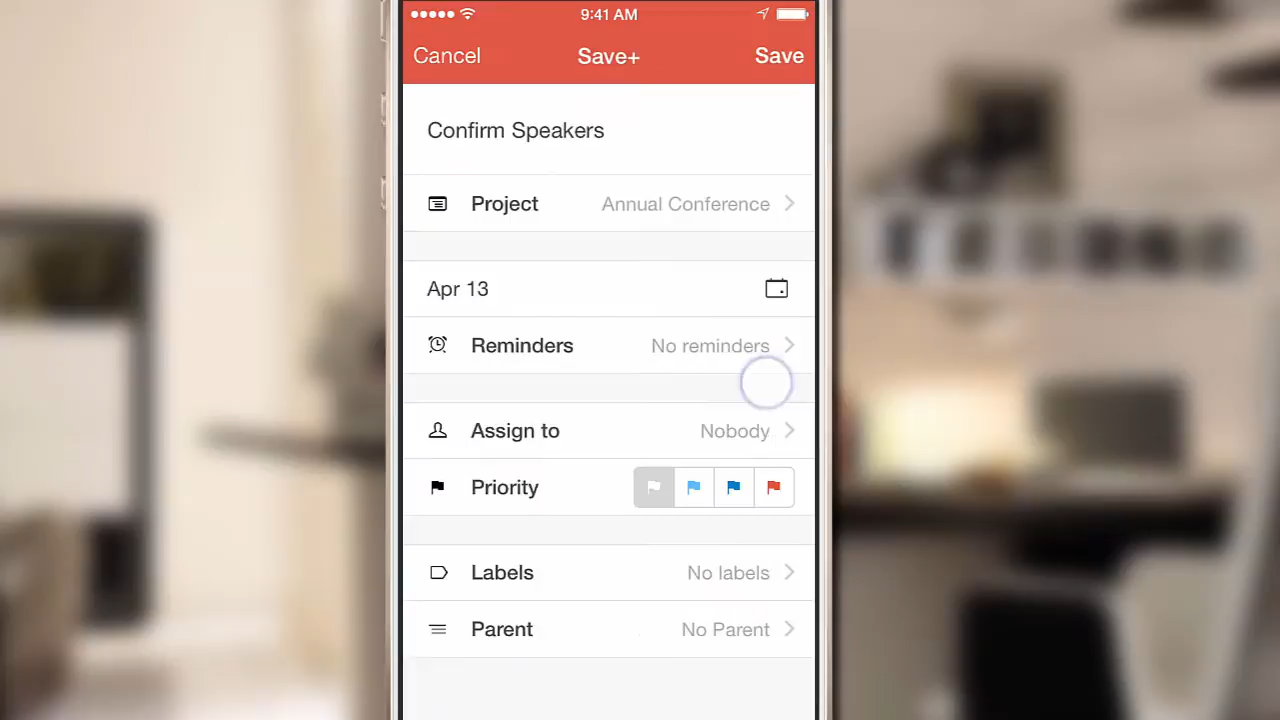 9:41 AM
Cancel Save+ Save
Confirm Speakers
Project Annual Conference
Apr 13
Reminders No reminders
Assign to Nobody
Priority
Labels No labels
Parent No Parent